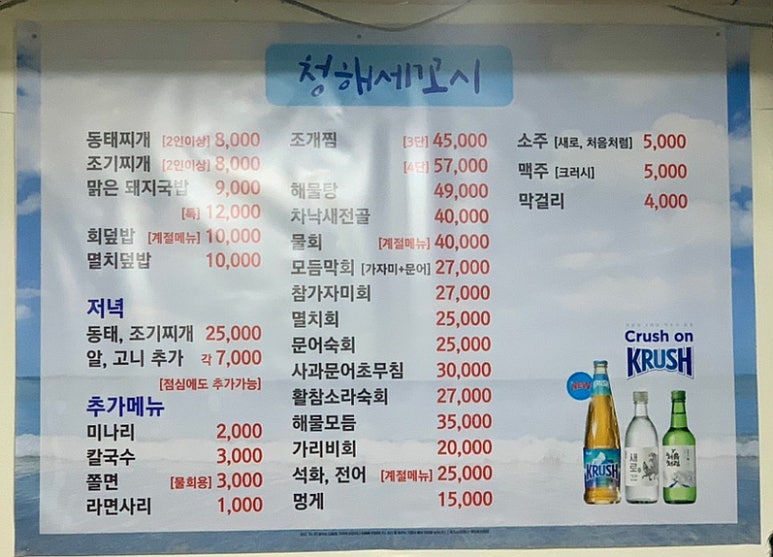 청해세꼬시
동태찌개 [2인이상] 8,000
조기찌개 [2인이상] 8,000
맑은 돼지국밥 9,000
[특] 12,000
회덮밥 [계절메뉴] 10,000
멸치덮밥 10,000
저녁
동태, 조기찌개 25,000
알, 고니 추가 각 7,000
[점심에도 추가가능]
추가메뉴
미나리 2,000
칼국수 3,000
쫄면 [물회용] 3,000
라면사리 1,000
조개찜 [3단] 45,000
[4단] 57,000
해물탕 49,000
차낙새전골 40,000
물회 [계절메뉴] 40,000
모듬막회 [가자미+문어] 27,000
참가자미회 27,000
멸치회 25,000
문어숙회 25,000
사과문어초무침 30,000
활참소라숙회 27,000
해물모듬 35,000
가리비회 20,000
석화, 전어 [계절메뉴] 25,000
멍게 15,000
소주 [새로, 처음처럼] 5,000
맥주 [크러시] 5,000
막걸리 4,000
Crush on
KRUSH
NEW
KRUSH
새로
처음처럼